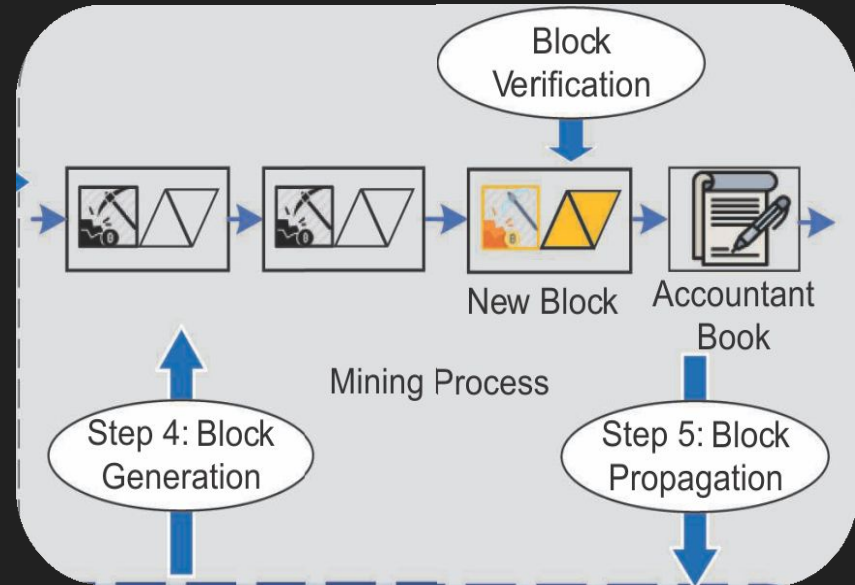 Block
Verification
New Block
Accountant
Book
Mining Process
Step 4: Block
Generation
Step 5: Block
Propagation